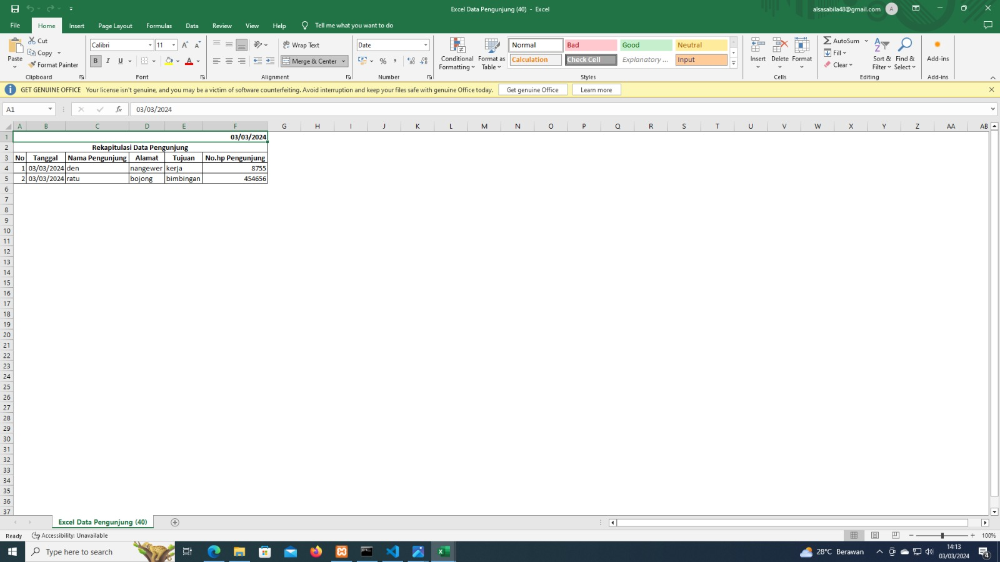 Excel Data Pengunjung (40) - Excel
alsasabila48@gmail.com A
File Home Insert Page Layout Formulas Data Review View Help Tell me what you want to do
Paste
Cut
Copy
Format Painter
Clipboard
Calibri 11
B I U
Font
Wrap Text
Merge & Center
Alignment
Date
Number
Conditional Formatting
Format as Table
Normal Bad Good Neutral
Calculation Check Cell Explanatory ... Input
Styles
Insert Delete Format
Cells
AutoSum
Fill
Clear
Sort & Filter
Find & Select
Editing
Add-ins
Add-ins
GET GENUINE OFFICE Your license isn't genuine, and you may be a victim of software counterfeiting. Avoid interruption and keep your files safe with genuine Office today. Get genuine Office Learn more
A1 fx 03/03/2024
A B C D E F G H I J K L M N O P Q R S T U V W X Y Z AA AB
1 03/03/2024
2 Rekapitulasi Data Pengunjung
3 No Tanggal Nama Pengunjung Alamat Tujuan No.hp Pengunjung
4 1 03/03/2024 den nangewer kerja 8755
5 2 03/03/2024 ratu bojong bimbingan 454656
6
7
8
9
10
11
12
13
14
15
16
17
18
19
20
21
22
23
24
25
26
27
28
29
30
31
32
33
34
35
36
37
Excel Data Pengunjung (40)
Ready Accessibility: Unavailable 100%
Type here to search
28°C Berawan
14:13
03/03/2024
4